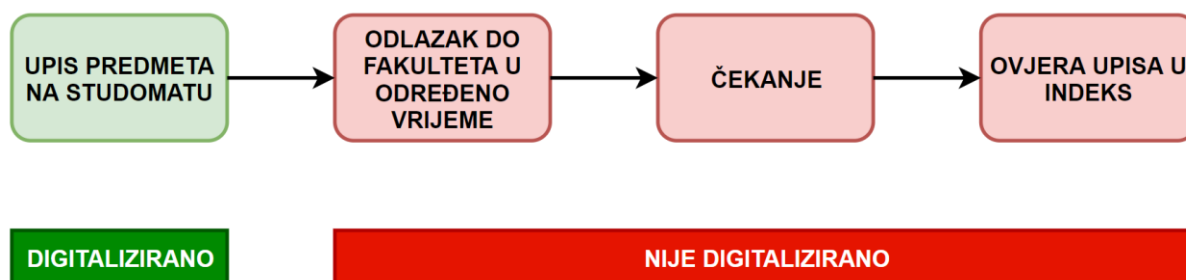 UPIS PREDMETA
NA STUDOMATU
ODLAZAK DO
FAKULTETA U
ODREĐENO
VRIJEME
ČEKANJE
OVJERA UPISA U
INDEKS
DIGITALIZIRANO
NIJE DIGITALIZIRANO